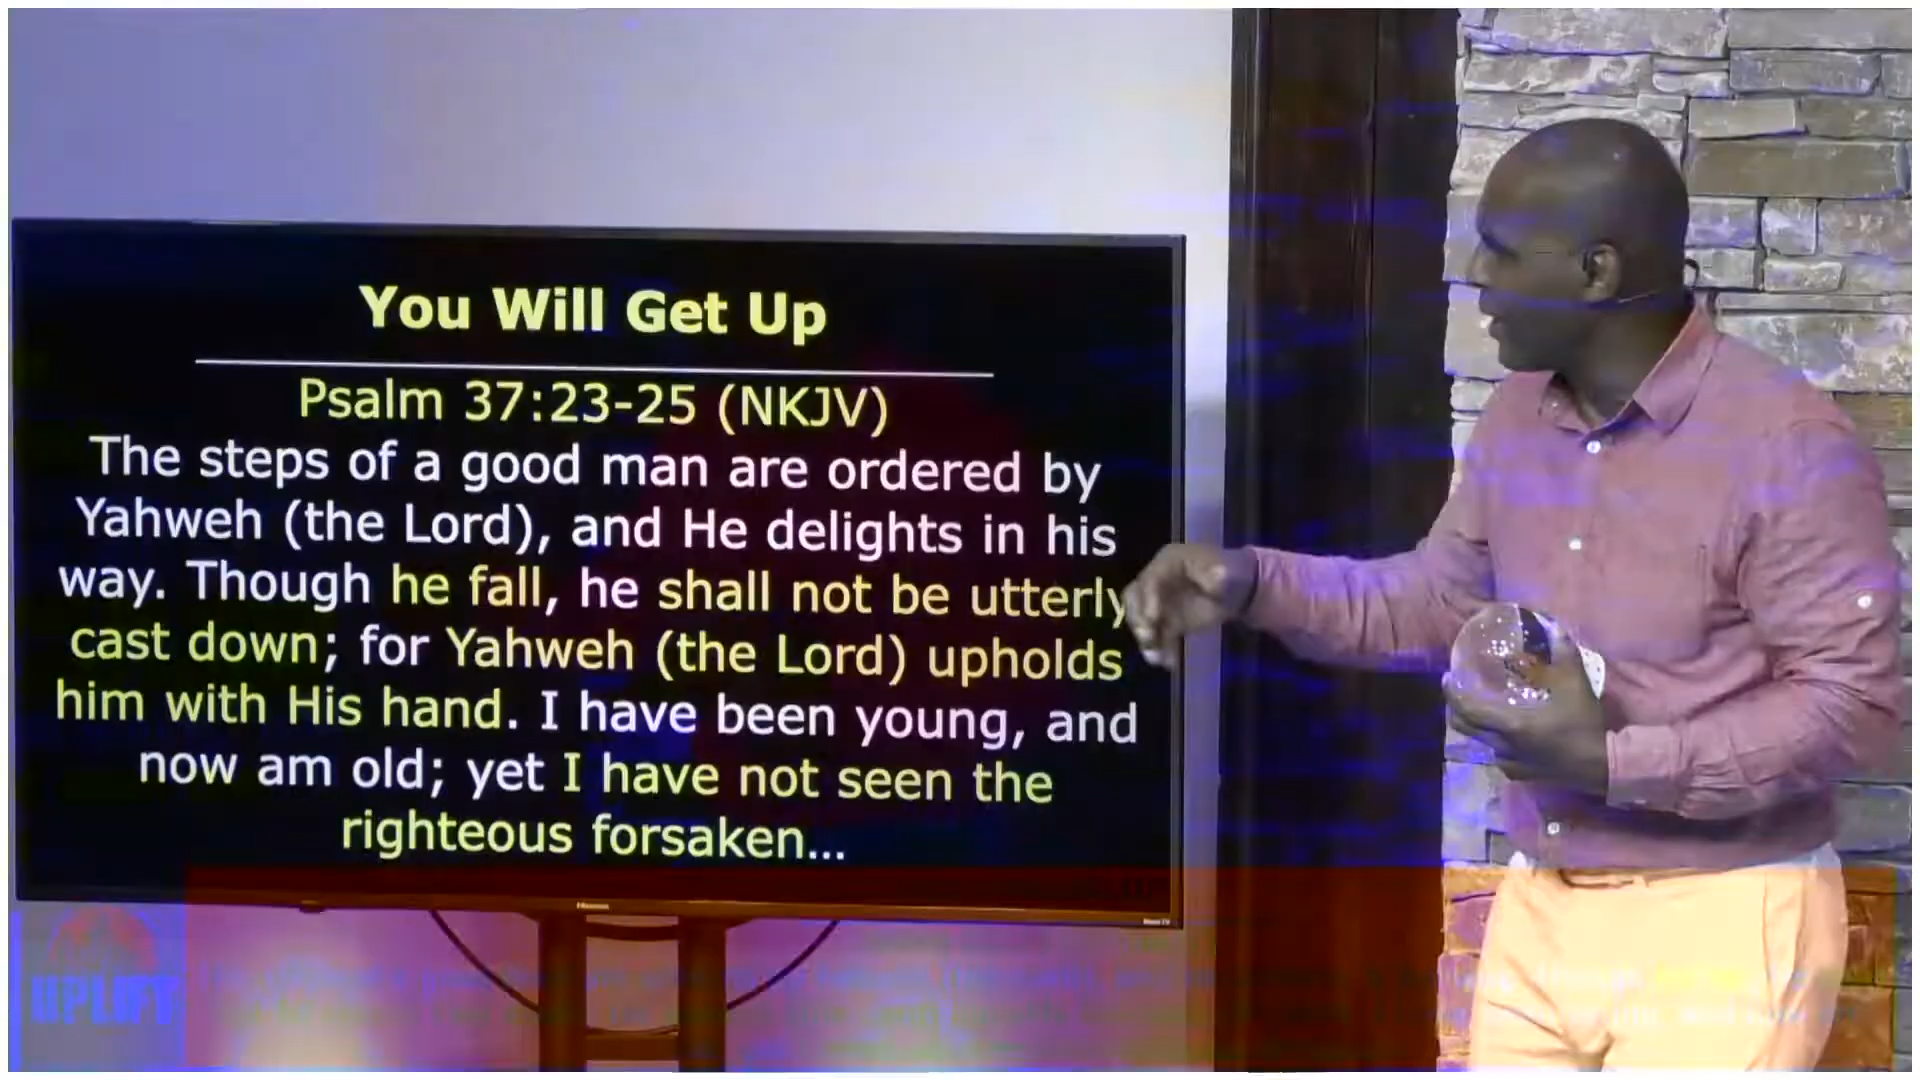 You Will Get Up
Psalm 37:23-25 (NKJV)
The steps of a good man are ordered by
Yahweh (the Lord), and He delights in his
way. Though he fall, he shall not be utterly
cast down; for Yahweh (the Lord) upholds
him with His hand. I have been young, and
now am old; yet I have not seen the
righteous forsaken...
Hisense
UPLIFT